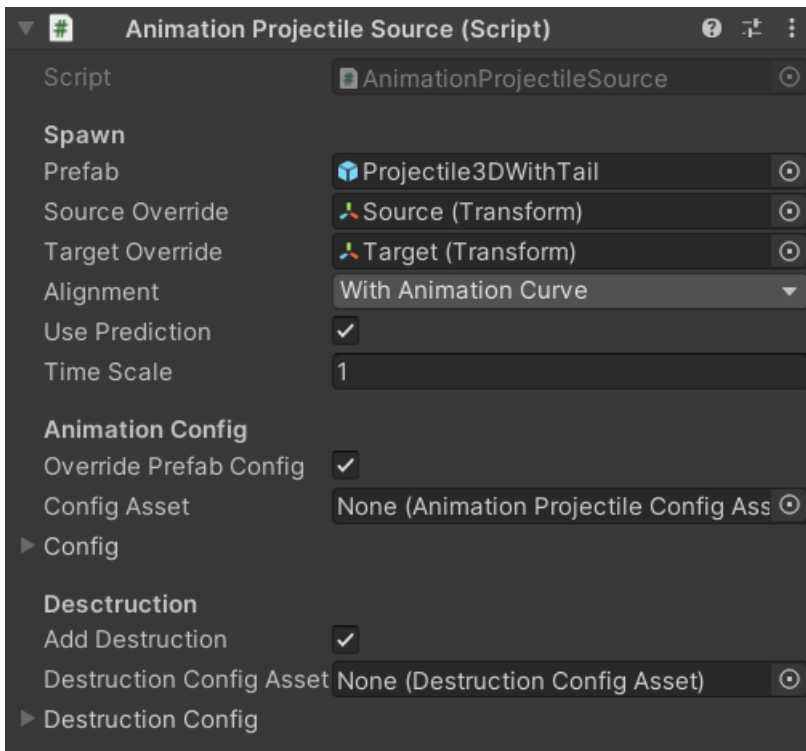 Animation Projectile Source (Script)
Script AnimationProjectileSource
Spawn
Prefab Projectile3DWithTail
Source Override Source (Transform)
Target Override Target (Transform)
Alignment With Animation Curve
Use Prediction
Time Scale 1
Animation Config
Override Prefab Config
Config Asset None (Animation Projectile Config Ass
Config
Desctruction
Add Destruction
Destruction Config Asset None (Destruction Config Asset)
Destruction Config